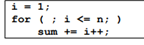 i = 1;
for ( ; i <= n; )
sum += i++;